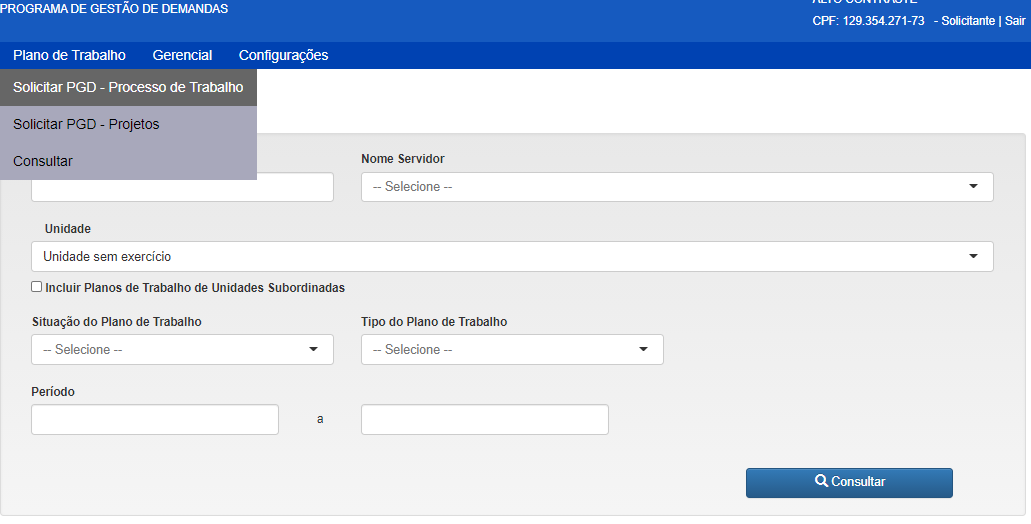 PROGRAMA DE GESTÃO DE DEMANDAS
ALTO CONTRASTE
CPF: 129.354.271-73 - Solicitante | Sair
Plano de Trabalho Gerencial Configurações
Solicitar PGD - Processo de Trabalho
Solicitar PGD - Projetos
Consultar
Nome Servidor
-- Selecione --
Unidade
Unidade sem exercício
Incluir Planos de Trabalho de Unidades Subordinadas
Situação do Plano de Trabalho Tipo do Plano de Trabalho
-- Selecione -- -- Selecione --
Período
a
Consultar